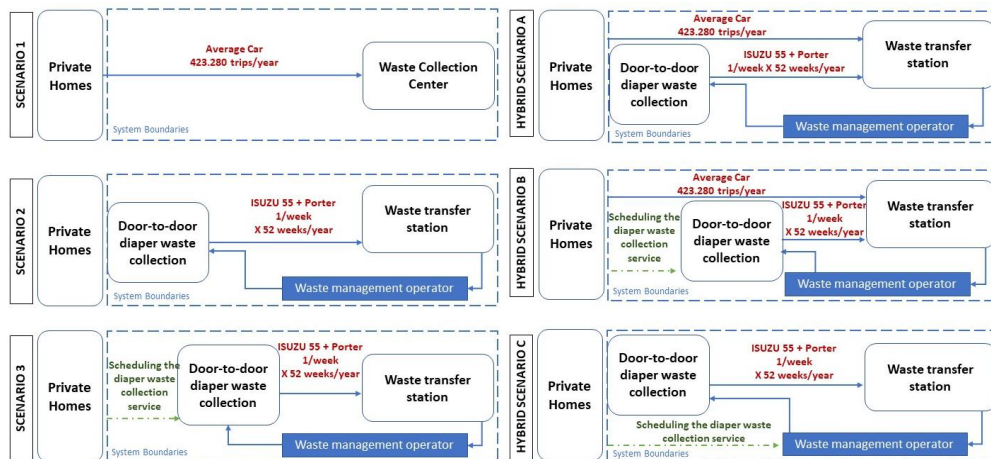 SCENARIO 1
Private
Homes
Average Car
423.280 trips/year
Waste Collection
Center
System Boundaries
HYBRID SCENARIO A
Private
Homes
Average Car
423.280 trips/year
Door-to-door
diaper waste
collection
ISUZU 55 + Porter
1/week X 52 weeks/year
Waste transfer
station
Waste management operator
System Boundaries
SCENARIO 2
Private
Homes
Door-to-door
diaper waste
collection
ISUZU 55 + Porter
1/week
X 52 weeks/year
Waste transfer
station
Waste management operator
System Boundaries
HYBRID SCENARIO B
Private
Homes
Average Car
423.280 trips/year
Scheduling the
diaper waste
collection
service
Door-to-door
diaper waste
collection
ISUZU 55 + Porter
1/week
X 52 weeks/year
Waste transfer
station
Waste management operator
System Boundaries
SCENARIO 3
Private
Homes
Scheduling the
diaper waste
collection
service
Door-to-door
diaper waste
collection
ISUZU 55 + Porter
1/week
X 52 weeks/year
Waste transfer
station
Waste management operator
System Boundaries
HYBRID SCENARIO C
Private
Homes
Door-to-door
diaper waste
collection
ISUZU 55 + Porter
1/week
X 52 weeks/year
Waste transfer
station
Scheduling the diaper waste
collection service
Waste management operator
System Boundaries